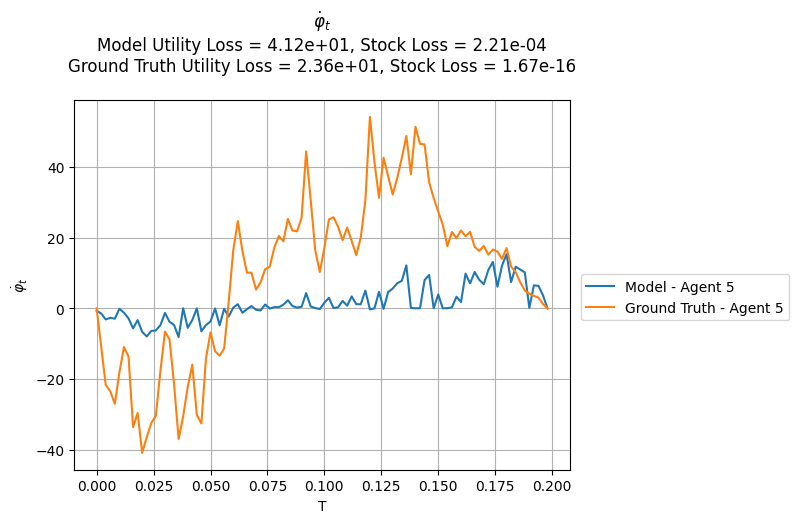 φ̇ₜ
Model Utility Loss = 4.12e+01, Stock Loss = 2.21e-04
Ground Truth Utility Loss = 2.36e+01, Stock Loss = 1.67e-16
φ̇ₜ
40
20
0
−20
−40
0.000 0.025 0.050 0.075 0.100 0.125 0.150 0.175 0.200
T
Model - Agent 5
Ground Truth - Agent 5